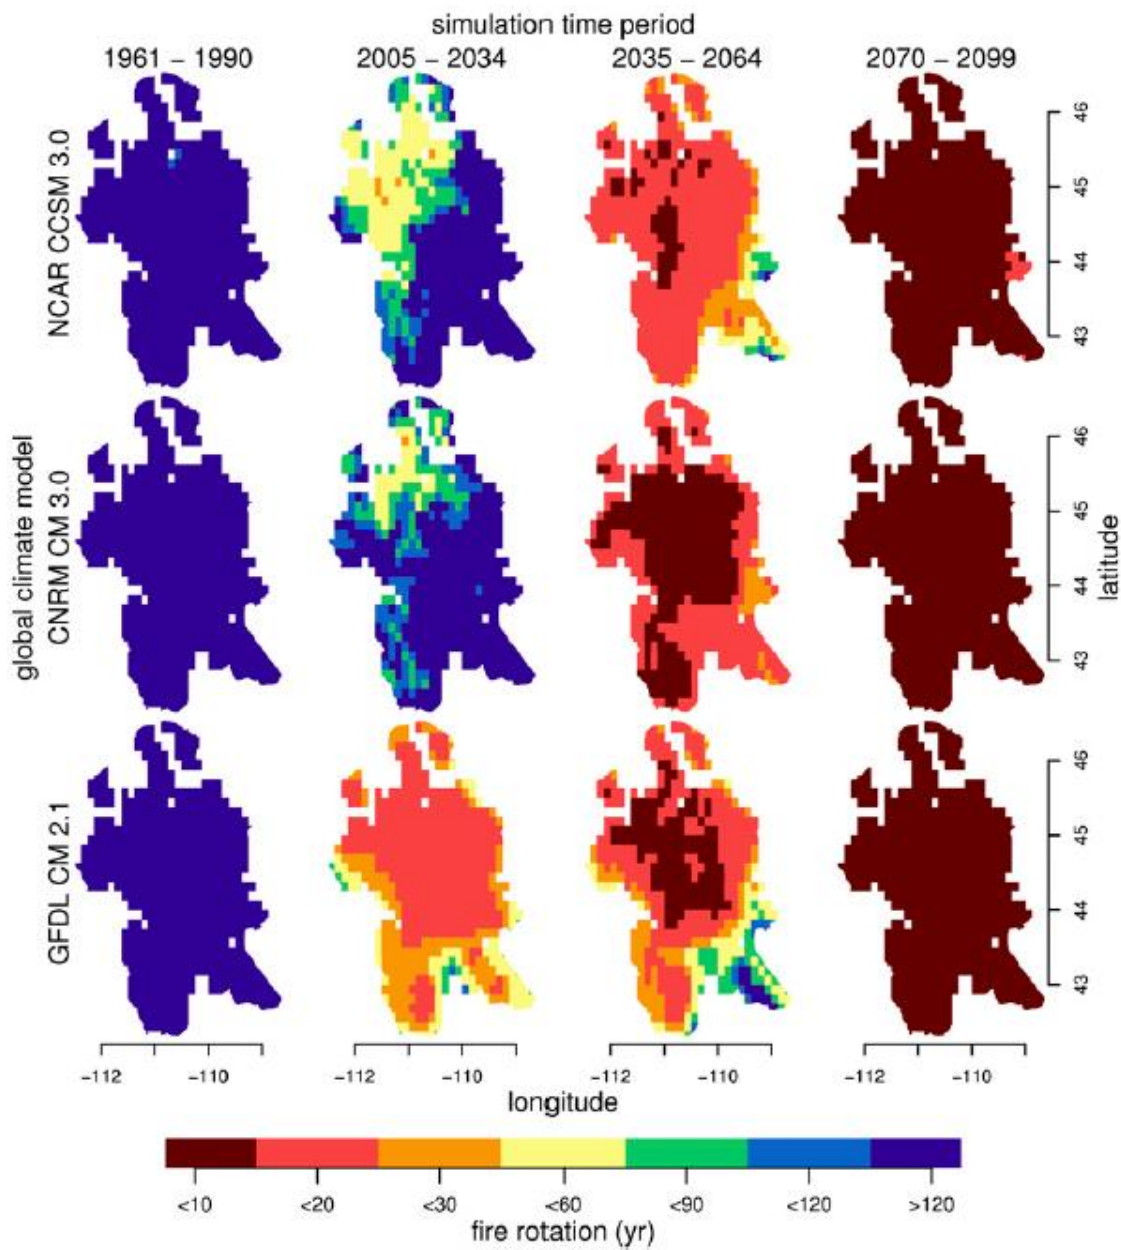 simulation time period
1961 – 1990 2005 – 2034 2035 – 2064 2070 – 2099
global climate model
NCAR CCSM 3.0
CNRM CM 3.0
GFDL CM 2.1
46
45
44
43
46
45
44
43
46
45
44
43
latitude
−112 −110 −112 −110 −112 −110 −112 −110
longitude
<10 <20 <30 <60 <90 <120 >120
fire rotation (yr)